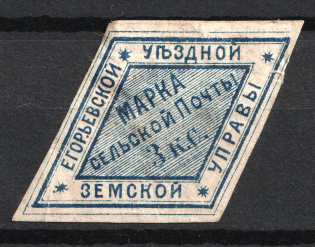 ЕГОРЬЕВСКОЙ
УѢЗДНОЙ
ЗЕМСКОЙ
УПРАВЫ
МАРКА
СЕЛЬСКОЙ ПОЧТЫ
3 К.С.